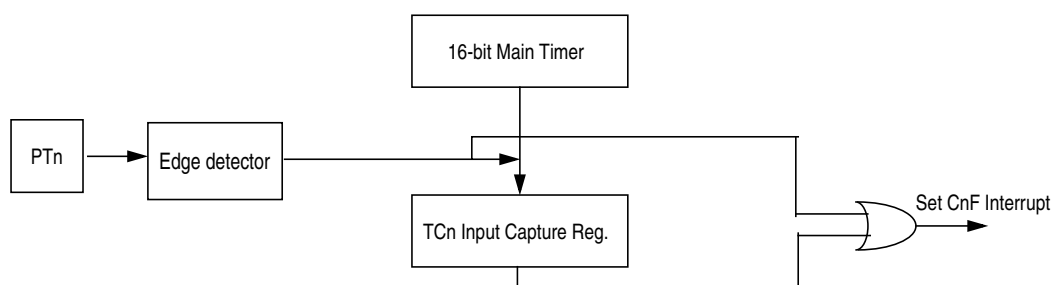 16-bit Main Timer
PTn
Edge detector
Set CnF Interrupt
TCn Input Capture Reg.